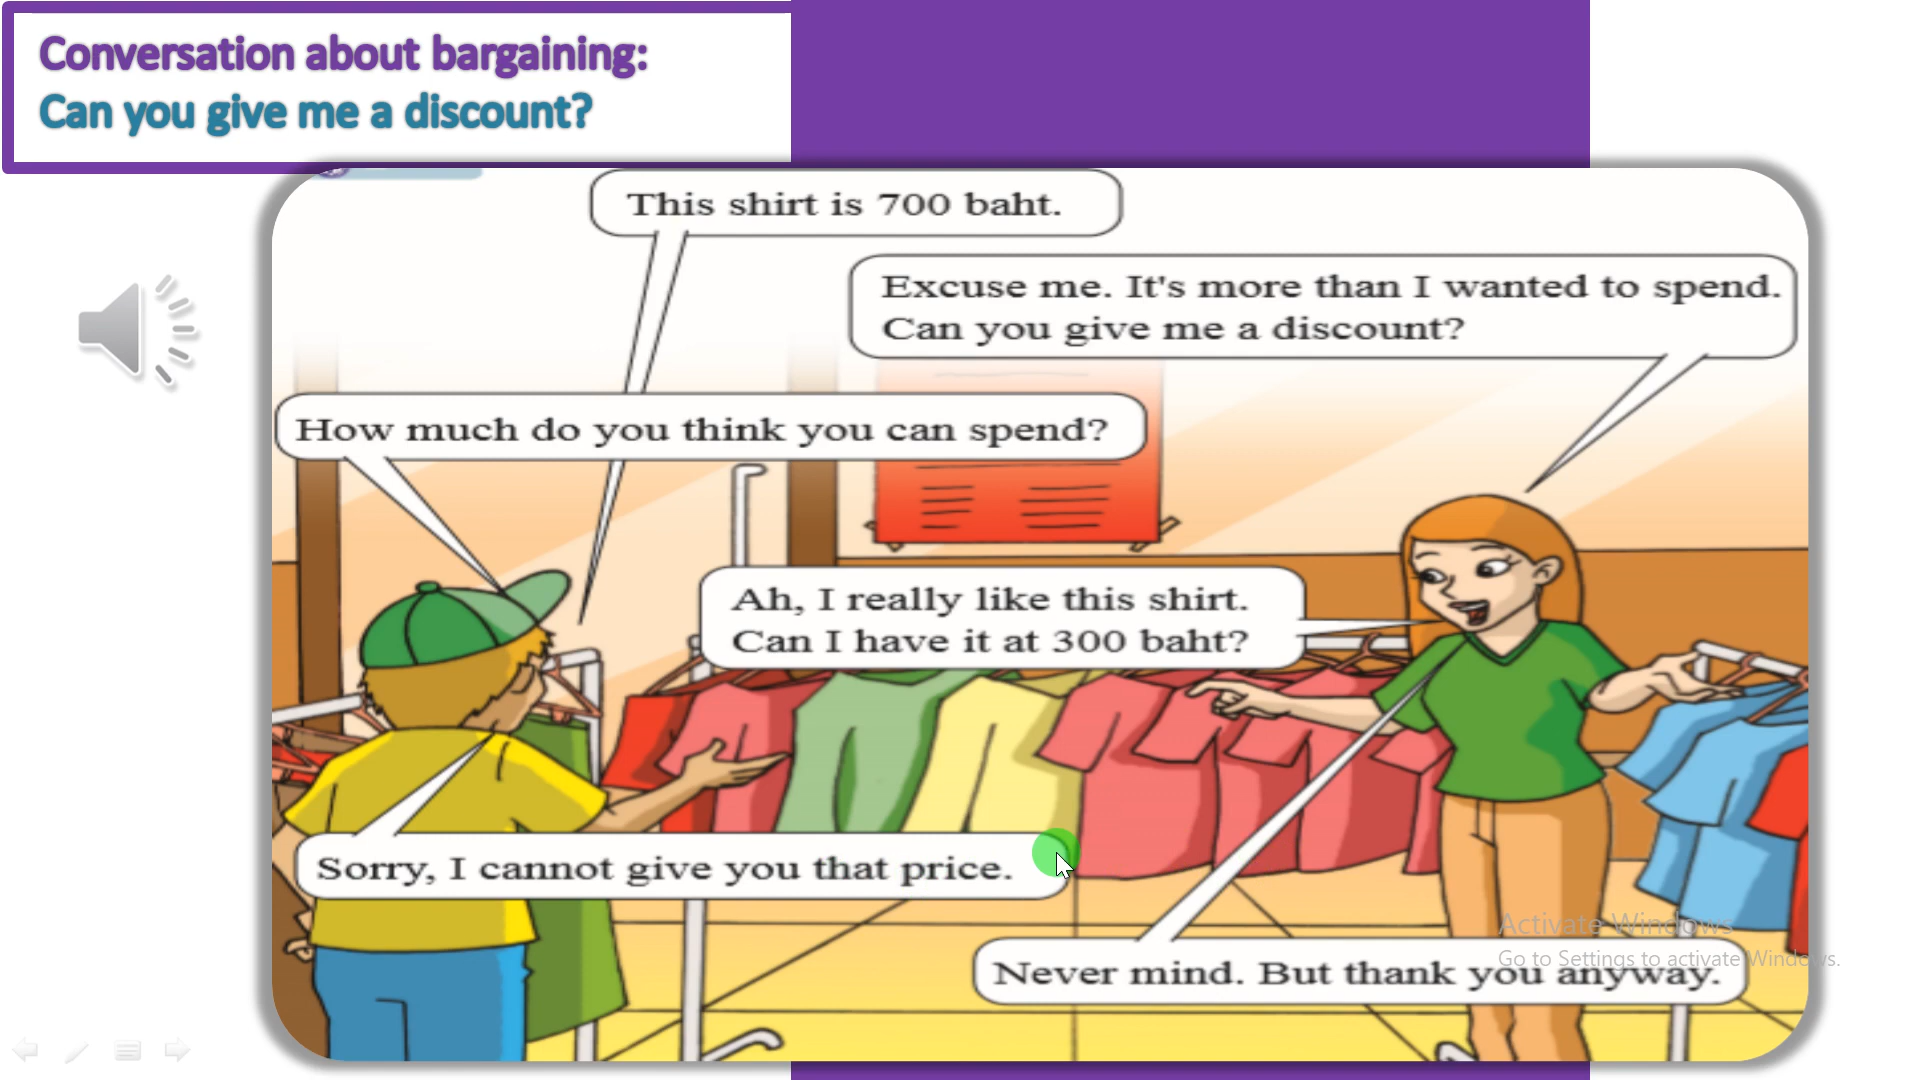 Conversation about bargaining:
Can you give me a discount?
This shirt is 700 baht.
Excuse me. It's more than I wanted to spend.
Can you give me a discount?
How much do you think you can spend?
Ah, I really like this shirt.
Can I have it at 300 baht?
Sorry, I cannot give you that price.
Never mind. But thank you anyway.
Activate Windows
Go to Settings to activate Windows.